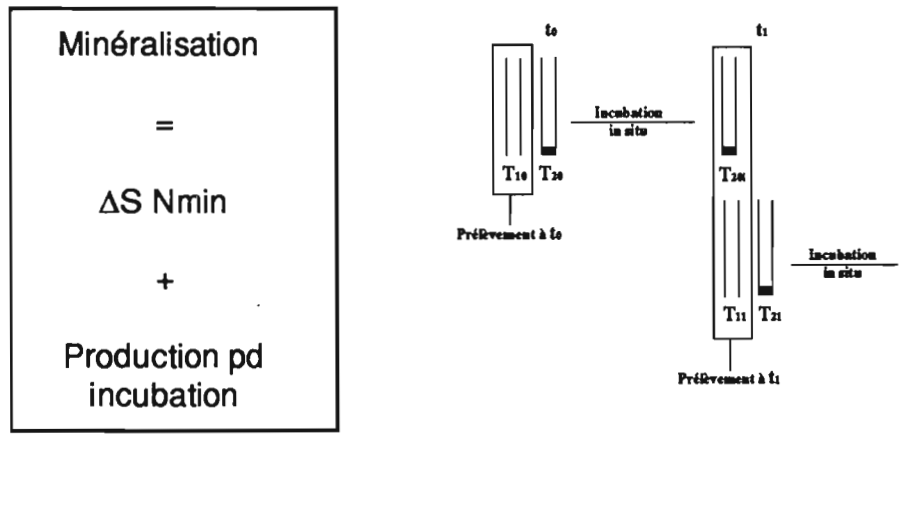 Minéralisation
=
ΔS Nmin
+
Production pd
incubation
t0
t1
Incubation
in situ
T10 T20
T20i
Prélèvement à t0
Incubation
in situ
T11 T21
Prélèvement à t1